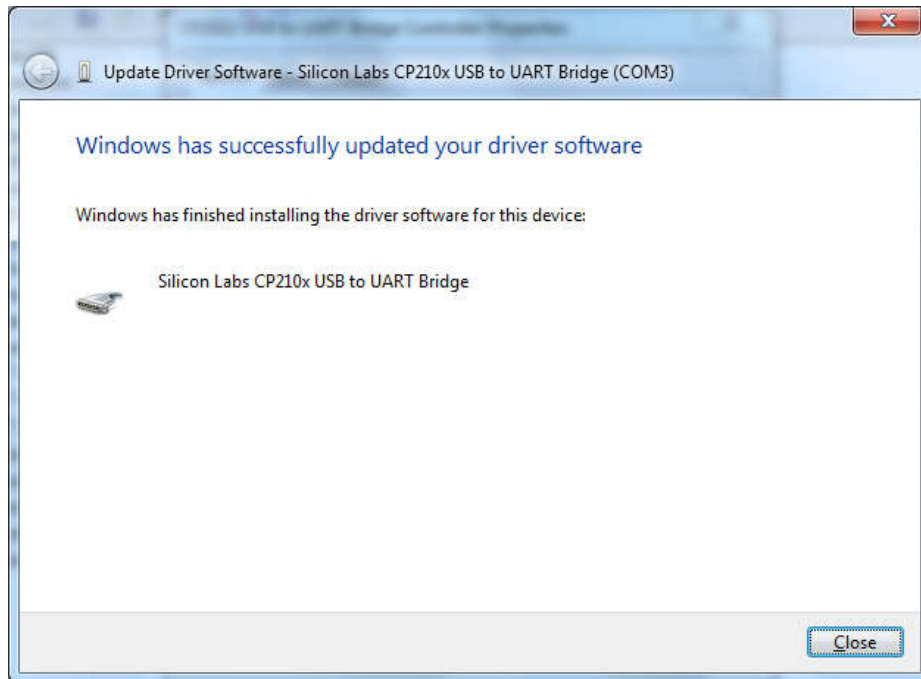 Update Driver Software - Silicon Labs CP210x USB to UART Bridge (COM3)
Windows has successfully updated your driver software
Windows has finished installing the driver software for this device:
Silicon Labs CP210x USB to UART Bridge
Close